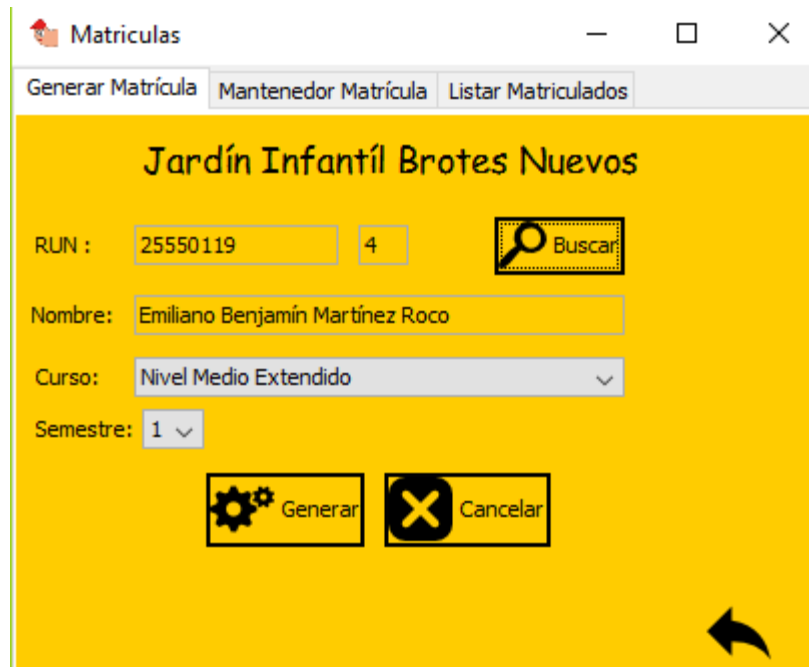 Matriculas
Generar Matrícula Mantenedor Matrícula Listar Matriculados
Jardín Infantíl Brotes Nuevos
RUN : 25550119 4 Buscar
Nombre: Emiliano Benjamín Martínez Roco
Curso: Nivel Medio Extendido
Semestre: 1
Generar Cancelar